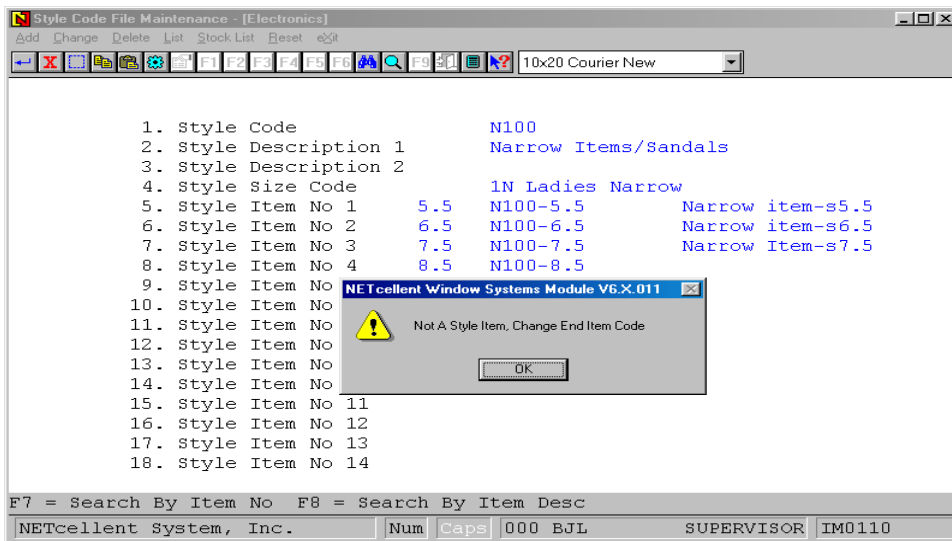 Style Code File Maintenance - [Electronics]
Add Change Delete List Stock List Reset eXit
X F1 F2 F3 F4 F5 F6 F9 ? 10x20 Courier New
1. Style Code N100
2. Style Description 1 Narrow Items/Sandals
3. Style Description 2
4. Style Size Code 1N Ladies Narrow
5. Style Item No 1 5.5 N100-5.5 Narrow item-s5.5
6. Style Item No 2 6.5 N100-6.5 Narrow item-s6.5
7. Style Item No 3 7.5 N100-7.5 Narrow Item-s7.5
8. Style Item No 4 8.5 N100-8.5
9. Style Item No
10. Style Item No
11. Style Item No
12. Style Item No
13. Style Item No
14. Style Item No
15. Style Item No 11
16. Style Item No 12
17. Style Item No 13
18. Style Item No 14
NETcellent Window Systems Module V6.X.011
Not A Style Item, Change End Item Code
OK
F7 = Search By Item No F8 = Search By Item Desc
NETcellent System, Inc. Num Caps 000 BJL SUPERVISOR IM0110